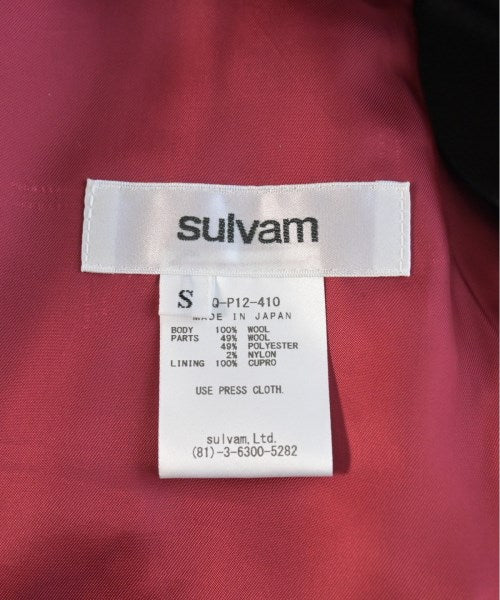 sulvam
S Q-P12-410
MADE IN JAPAN
BODY 100% WOOL
PARTS 49% WOOL
49% POLYESTER
2% NYLON
LINING 100% CUPRO
USE PRESS CLOTH.
sulvam, Ltd.
(81)-3-6300-5282